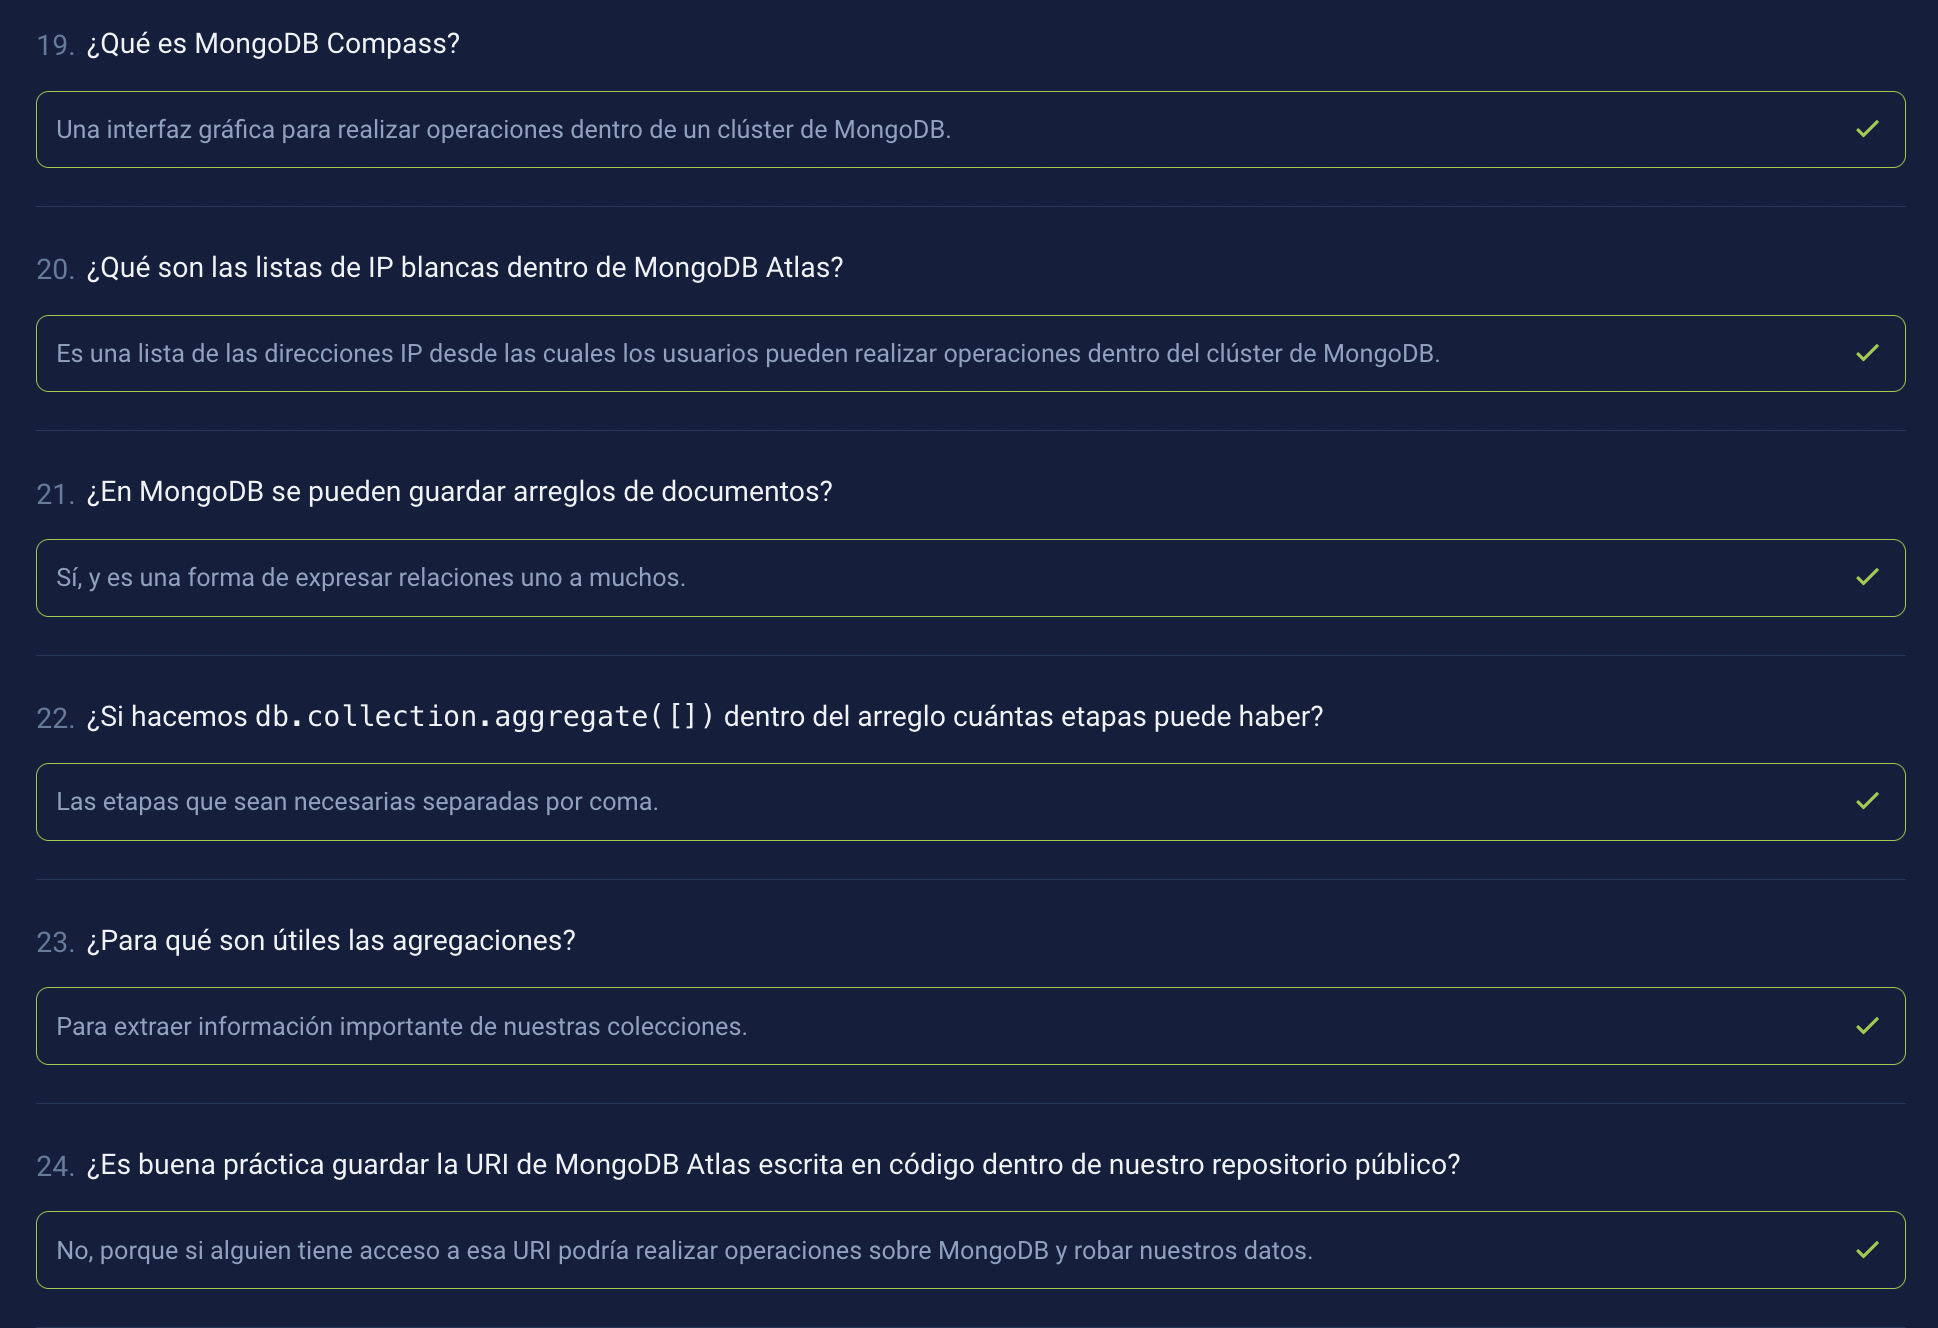 19. ¿Qué es MongoDB Compass?
Una interfaz gráfica para realizar operaciones dentro de un clúster de MongoDB.
20. ¿Qué son las listas de IP blancas dentro de MongoDB Atlas?
Es una lista de las direcciones IP desde las cuales los usuarios pueden realizar operaciones dentro del clúster de MongoDB.
21. ¿En MongoDB se pueden guardar arreglos de documentos?
Sí, y es una forma de expresar relaciones uno a muchos.
22. ¿Si hacemos db.collection.aggregate([]) dentro del arreglo cuántas etapas puede haber?
Las etapas que sean necesarias separadas por coma.
23. ¿Para qué son útiles las agregaciones?
Para extraer información importante de nuestras colecciones.
24. ¿Es buena práctica guardar la URI de MongoDB Atlas escrita en código dentro de nuestro repositorio público?
No, porque si alguien tiene acceso a esa URI podría realizar operaciones sobre MongoDB y robar nuestros datos.